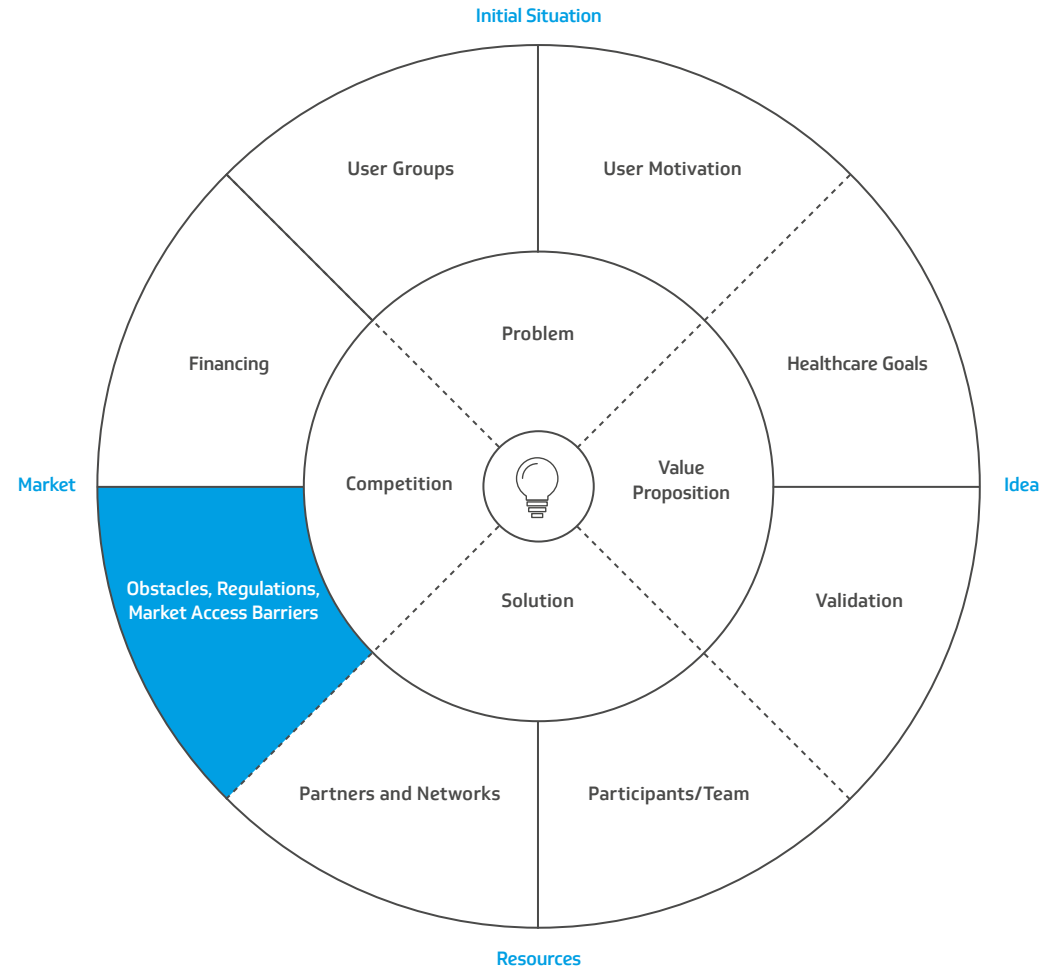 Initial Situation
User Groups
User Motivation
Problem
Financing
Healthcare Goals
Market
Competition
Value
Proposition
Idea
Obstacles, Regulations,
Market Access Barriers
Solution
Validation
Partners and Networks
Participants/Team
Resources